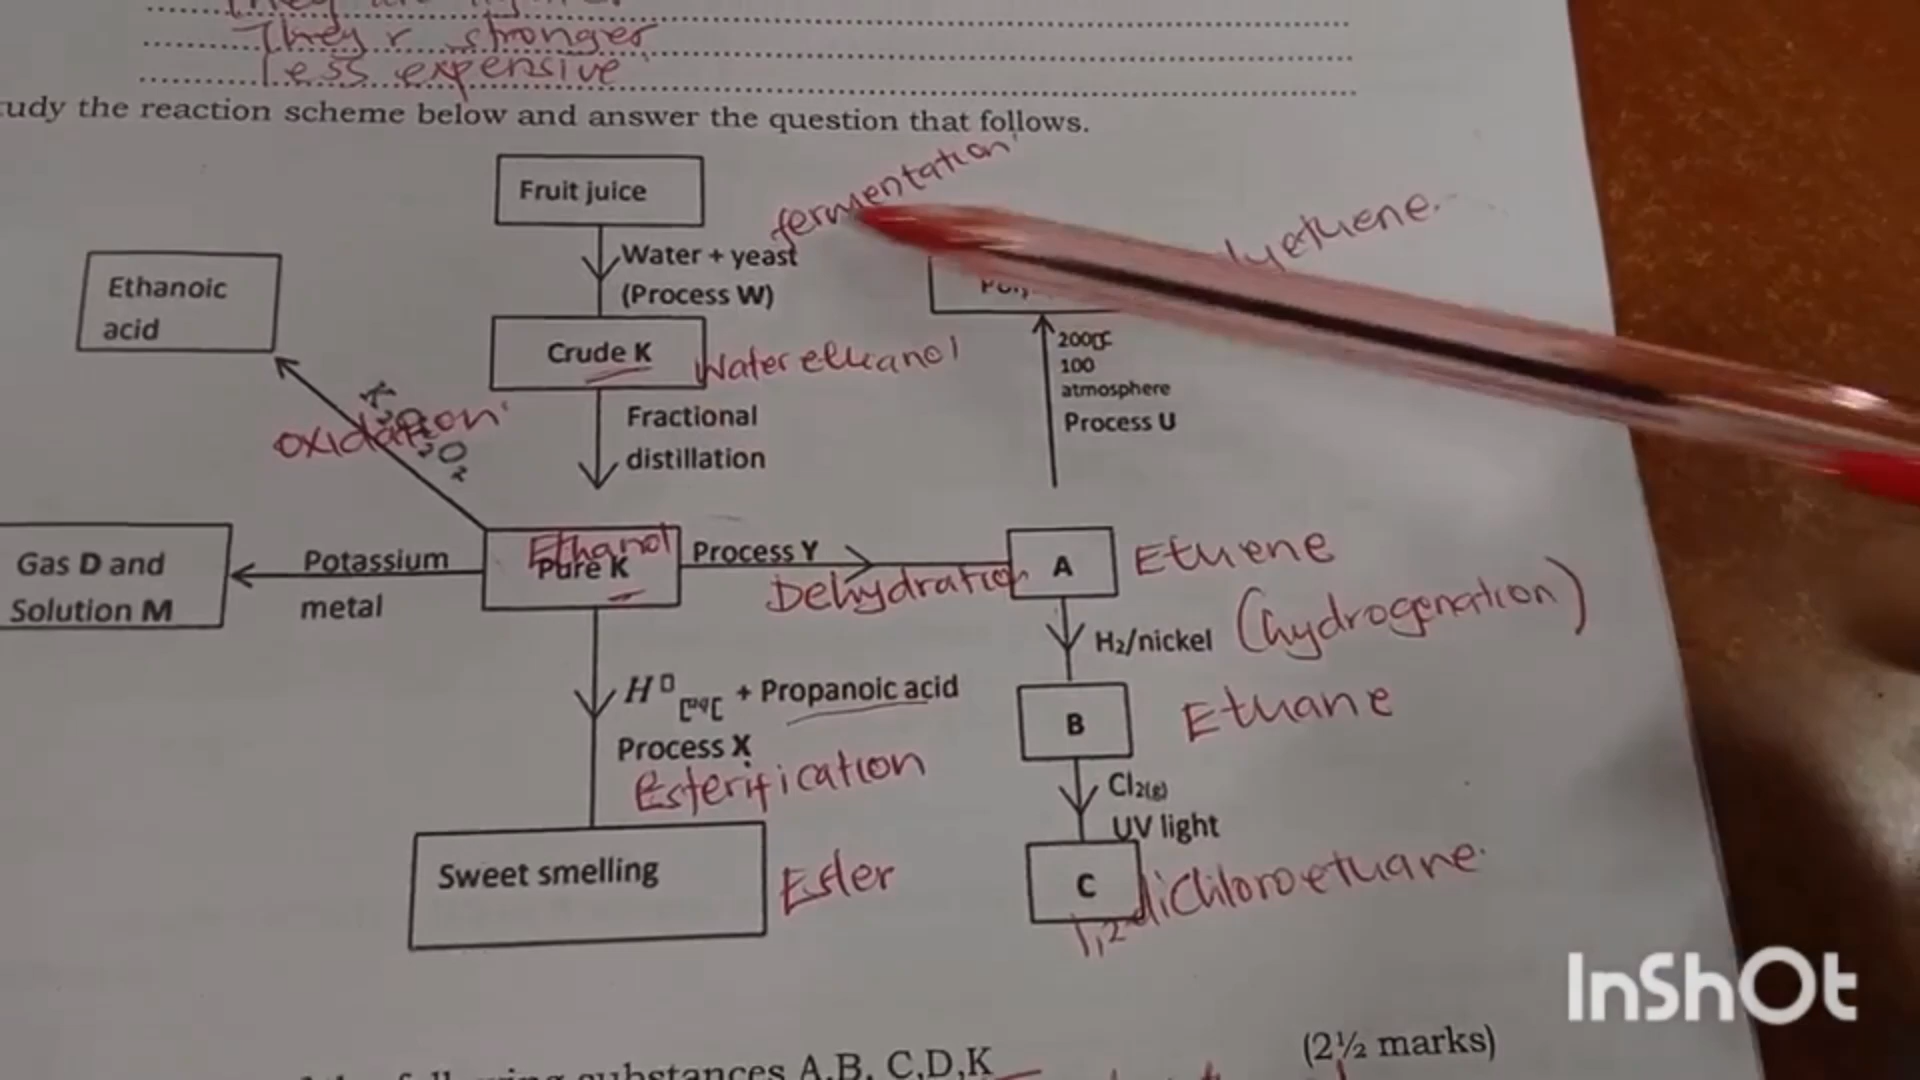 They r stronger
Less expensive
tudy the reaction scheme below and answer the question that follows.
Fruit juice
fermentation
Water + yeast
(Process W)
lyethene.
Ethanoic
acid
Crude K
Water ethanol
200
100
atmosphere
Process U
oxidation
Fractional
distillation
Gas D and
Solution M
Potassium
metal
Ethanol
Pure K
Process Y
Dehydration
A
Ethene
H₂/nickel
(hydrogenation)
+ Propanoic acid
Process X
Esterification
B
Ethane
Cl₂(g)
UV light
Sweet smelling
Ester
C
1,2 dichloroethane.
(2½ marks)
substances A,B, C,D,K
InShOt